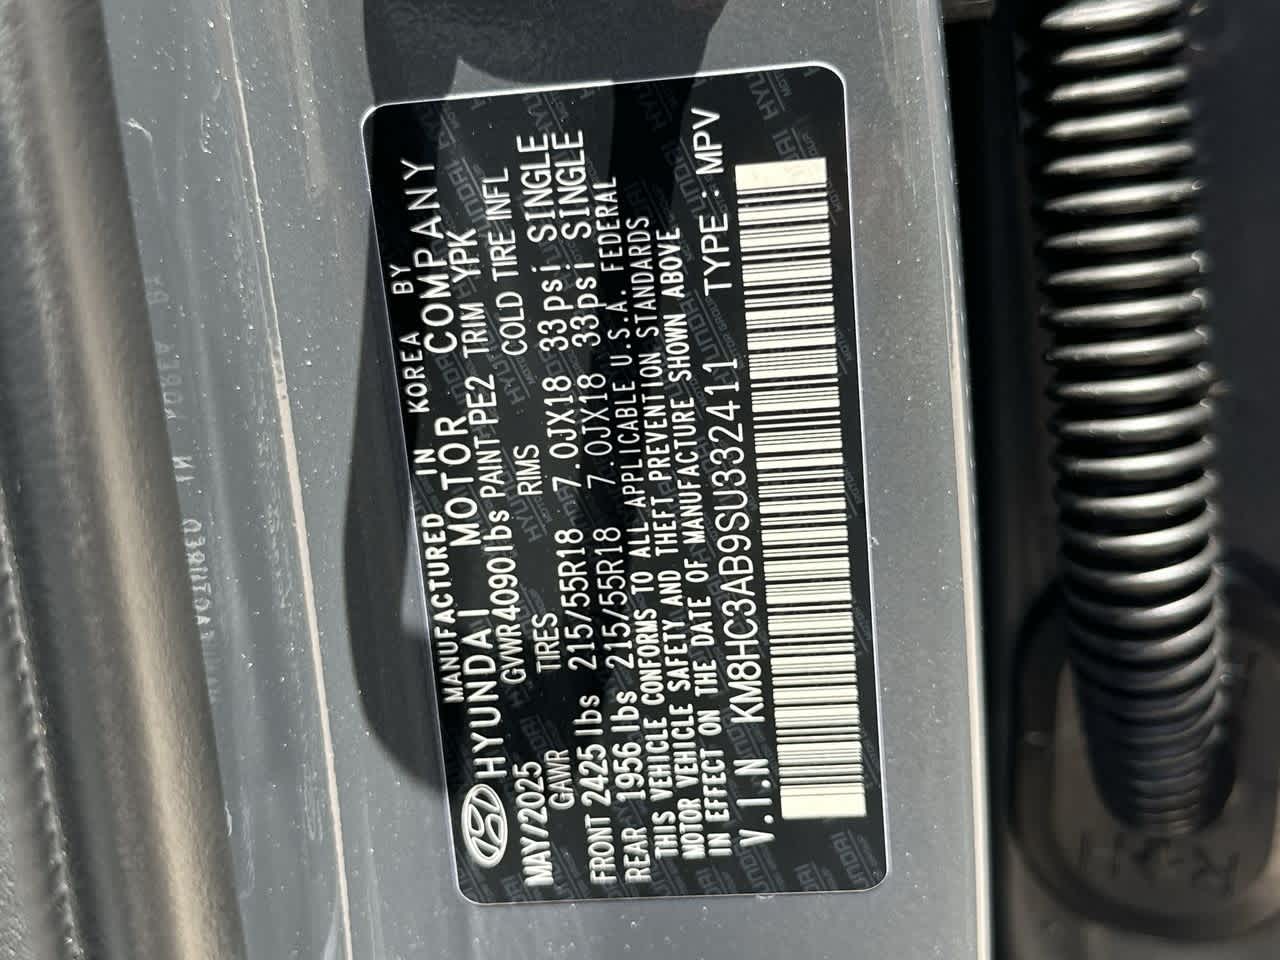 MANUFACTURED IN KOREA BY
HYUNDAI MOTOR COMPANY
MAY/2025 GVWR 4090lbs PAINT PE2 TRIM YPK
GAWR TIRES RIMS COLD TIRE INFL
FRONT 2425 lbs 215/55R18 7.0JX18 33psi SINGLE
REAR 1956 lbs 215/55R18 7.0JX18 33psi SINGLE
THIS VEHICLE CONFORMS TO ALL APPLICABLE U.S.A. FEDERAL
MOTOR VEHICLE SAFETY AND THEFT PREVENTION STANDARDS
IN EFFECT ON THE DATE OF MANUFACTURE SHOWN ABOVE
V.I.N KM8HC3AB9SU332411 TYPE : MPV